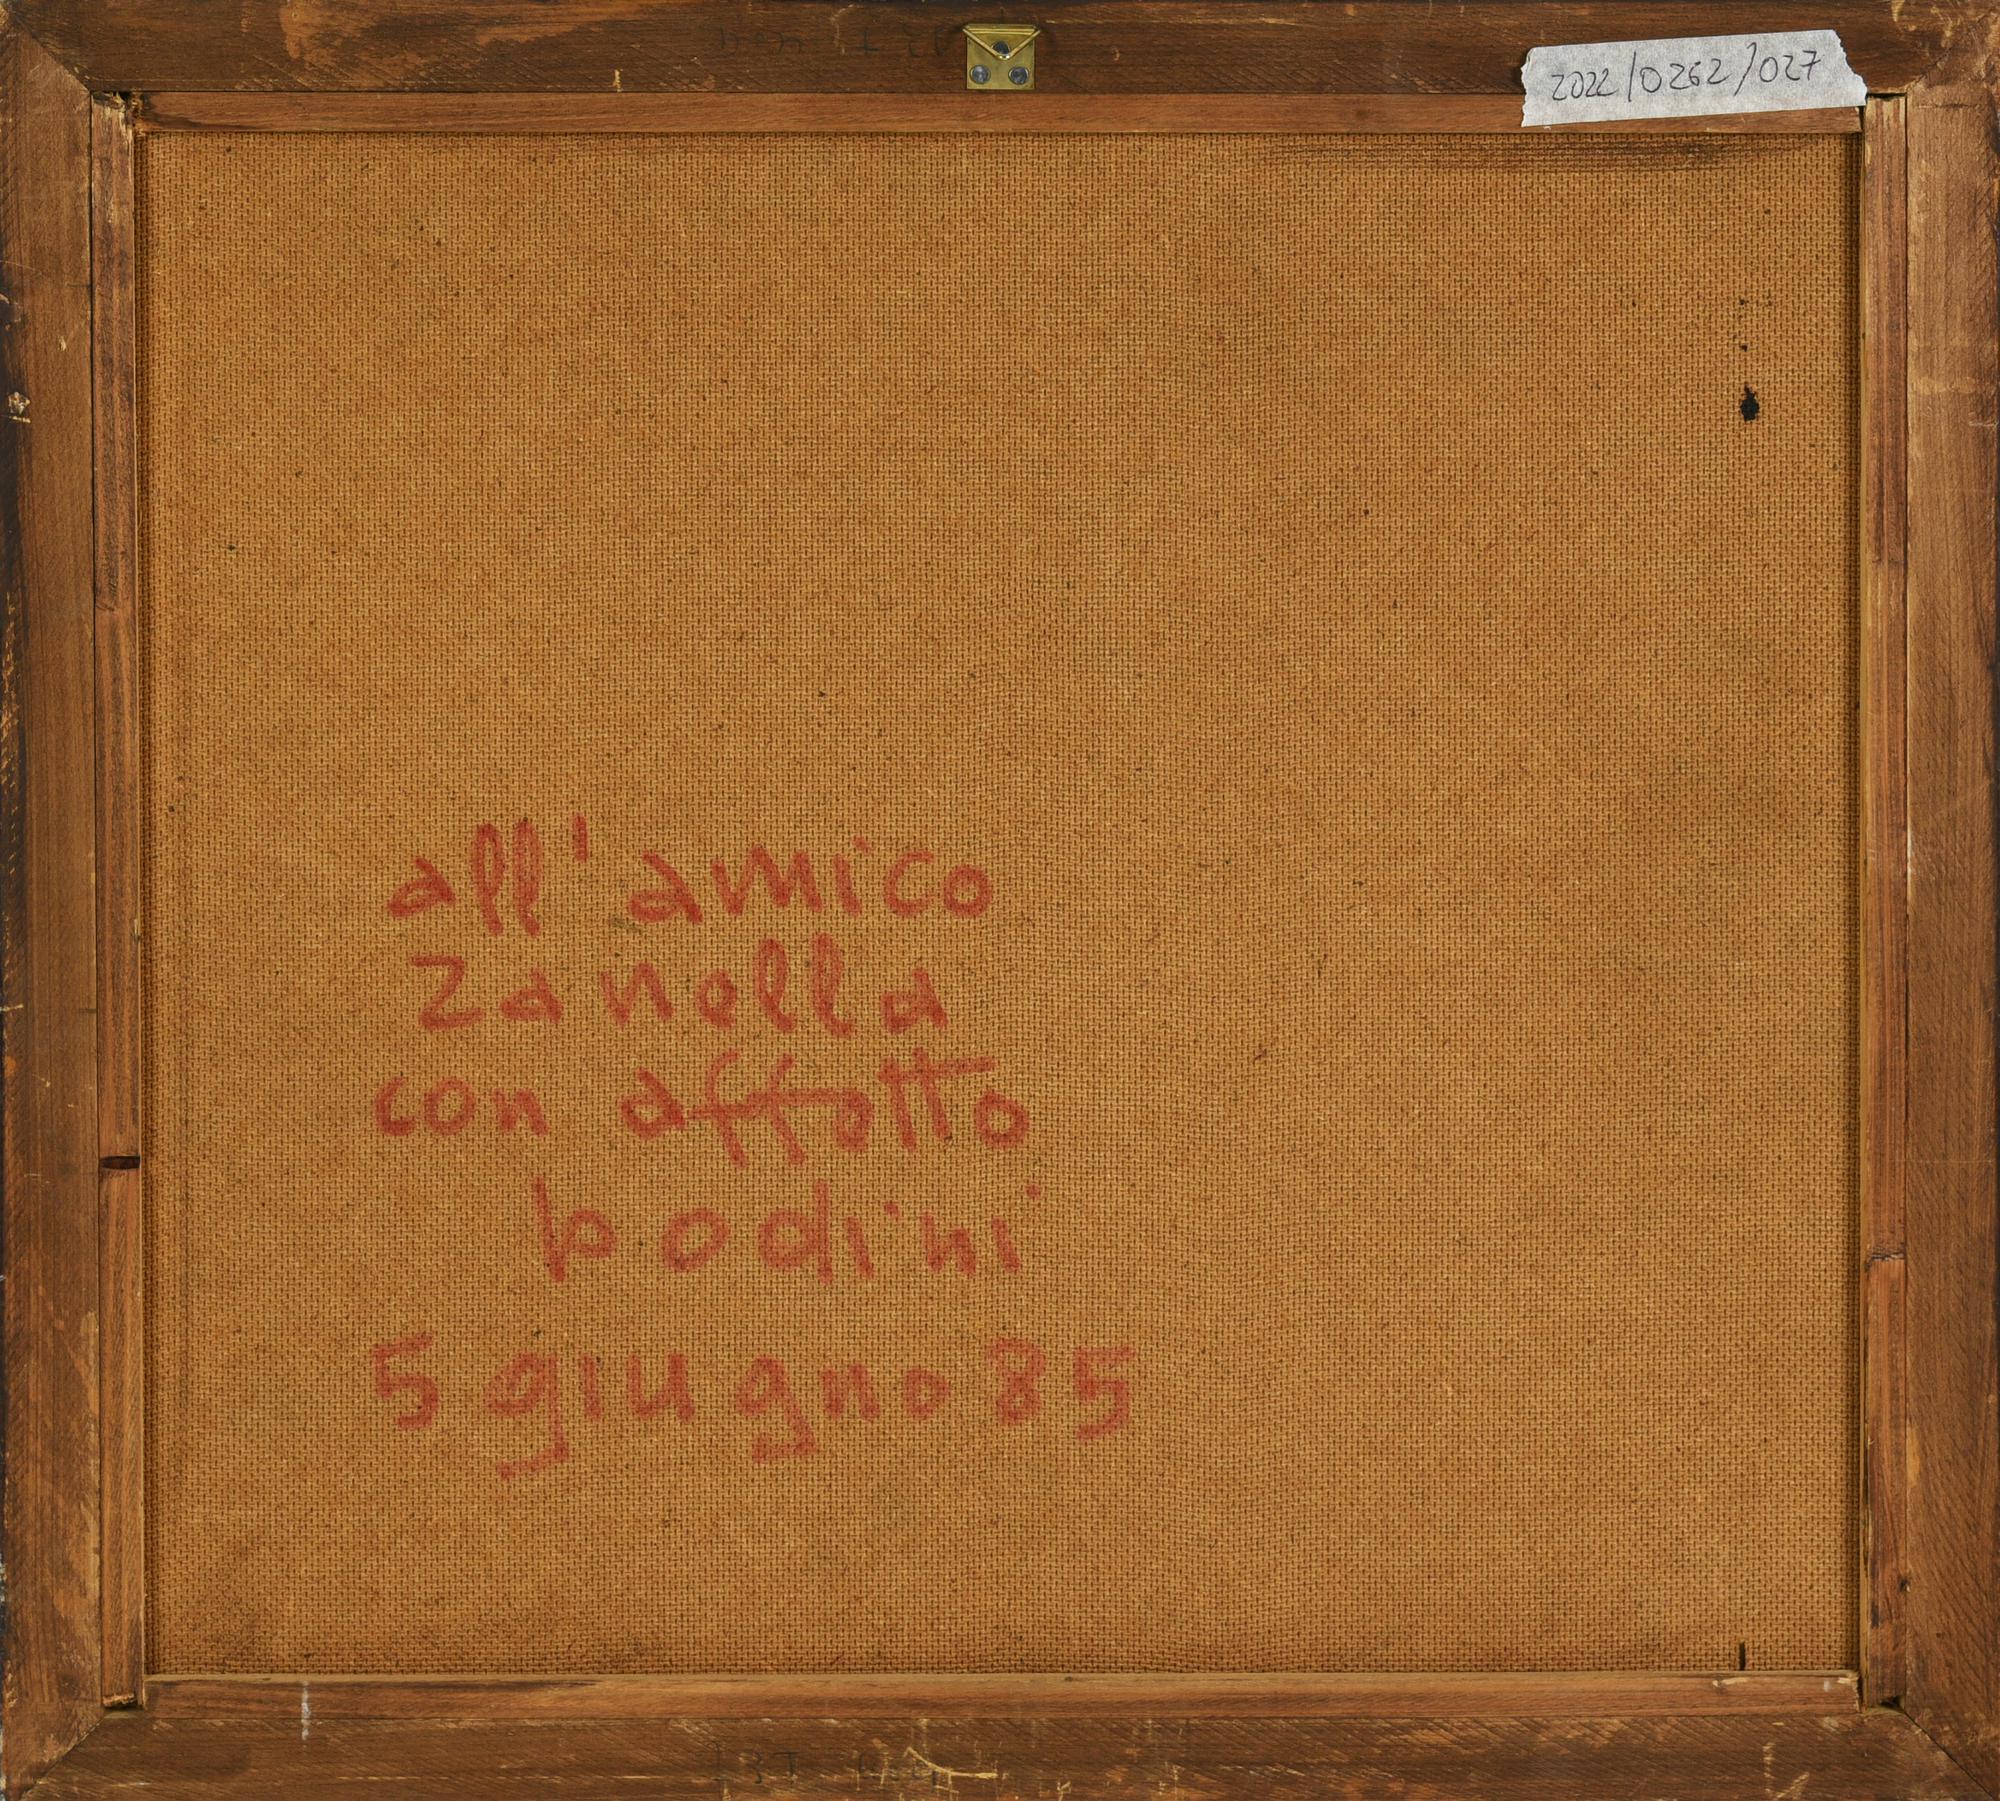 2022/0262/027
all'amico
zanella
con affetto
bodini
5 giugno 85